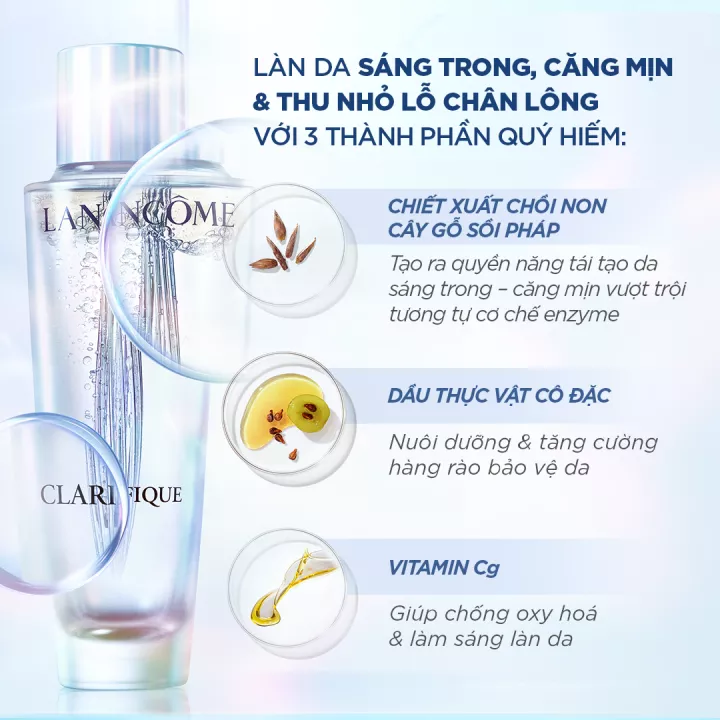 LÀN DA SÁNG TRONG, CĂNG MỊN
& THU NHỎ LỖ CHÂN LÔNG
VỚI 3 THÀNH PHẦN QUÝ HIẾM:
LANCÔME
CLARIFIQUE
CHIẾT XUẤT CHỒI NON
CÂY GỖ SỒI PHÁP
Tạo ra quyền năng tái tạo da
sáng trong – căng mịn vượt trội
tương tự cơ chế enzyme
DẦU THỰC VẬT CÔ ĐẶC
Nuôi dưỡng & tăng cường
hàng rào bảo vệ da
VITAMIN Cg
Giúp chống oxy hoá
& làm sáng làn da